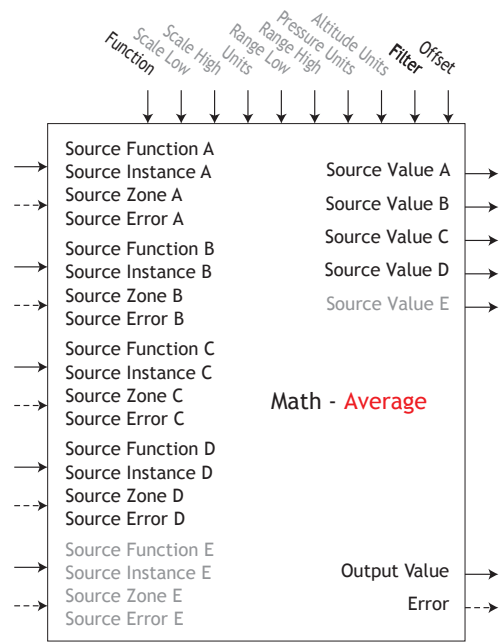 Function
Scale Low
Scale High
Units
Range Low
Range High
Pressure Units
Altitude Units
Filter
Offset
Source Function A
Source Instance A
Source Zone A
Source Error A
Source Function B
Source Instance B
Source Zone B
Source Error B
Source Function C
Source Instance C
Source Zone C
Source Error C
Source Function D
Source Instance D
Source Zone D
Source Error D
Source Function E
Source Instance E
Source Zone E
Source Error E
Source Value A
Source Value B
Source Value C
Source Value D
Source Value E
Math - Average
Output Value
Error